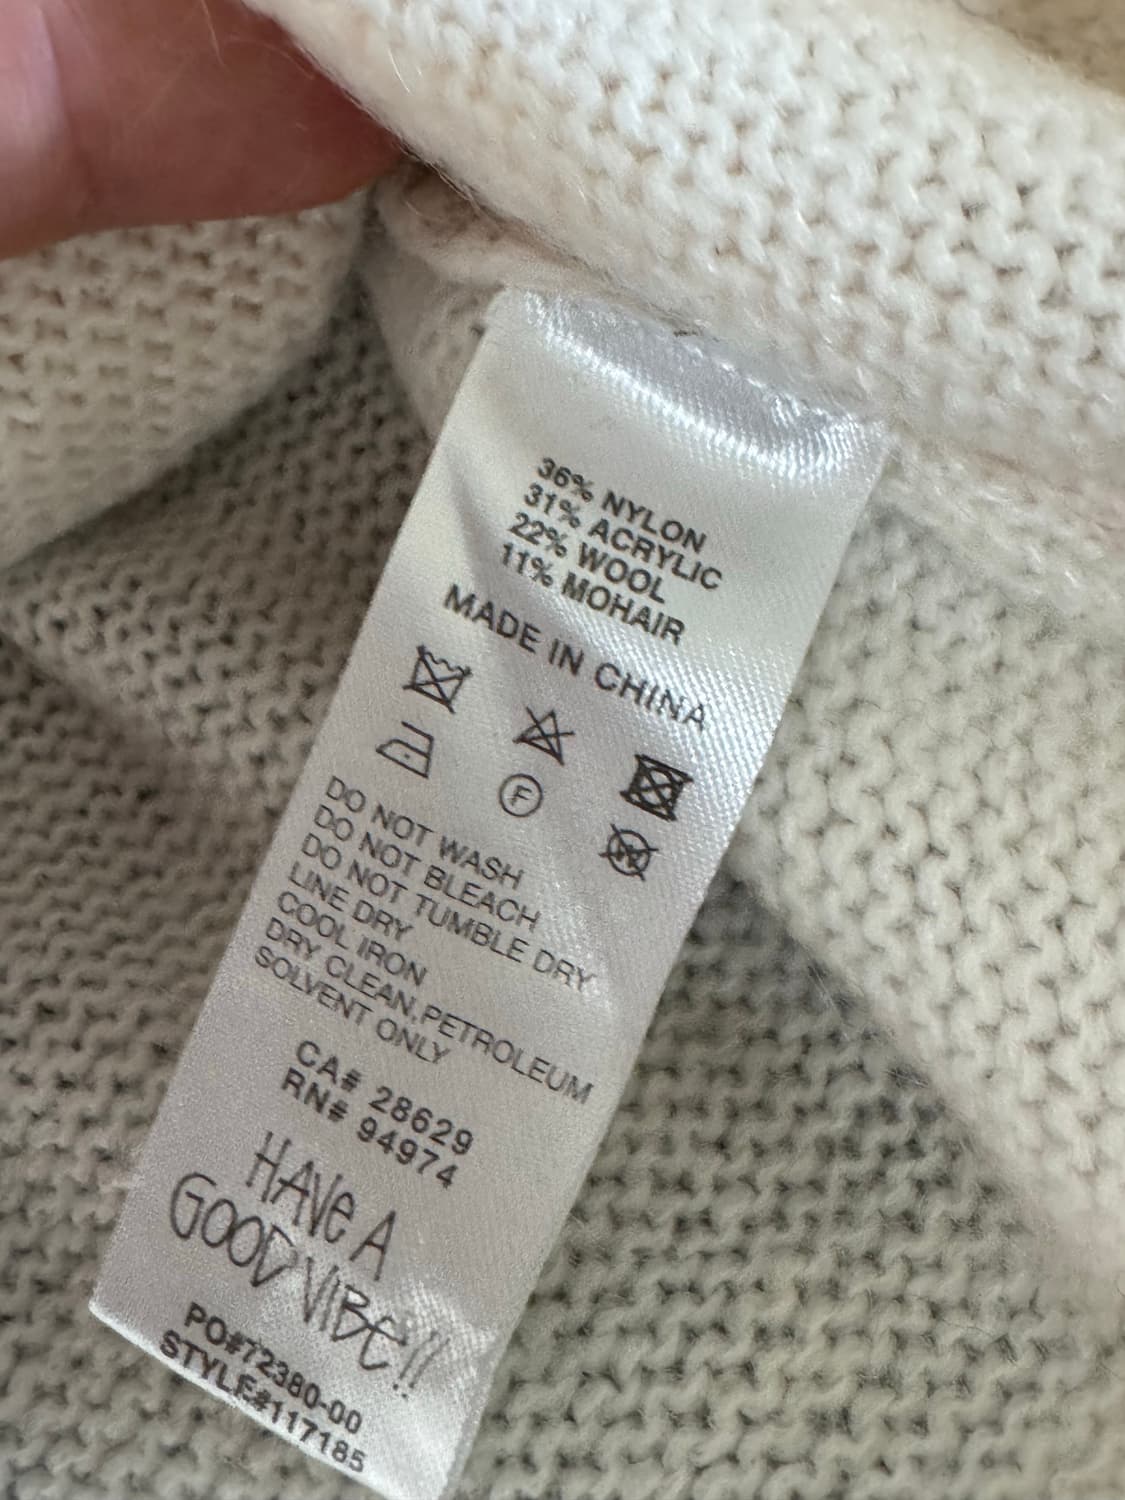 36% NYLON
31% ACRYLIC
22% WOOL
11% MOHAIR
MADE IN CHINA
F
W
DO NOT WASH
DO NOT BLEACH
DO NOT TUMBLE DRY
LINE DRY
COOL IRON
DRY CLEAN,PETROLEUM
SOLVENT ONLY
CA# 28629
RN# 94974
HAVe A
GOOD VIBe!!
PO#72380-00
STYLE#117185